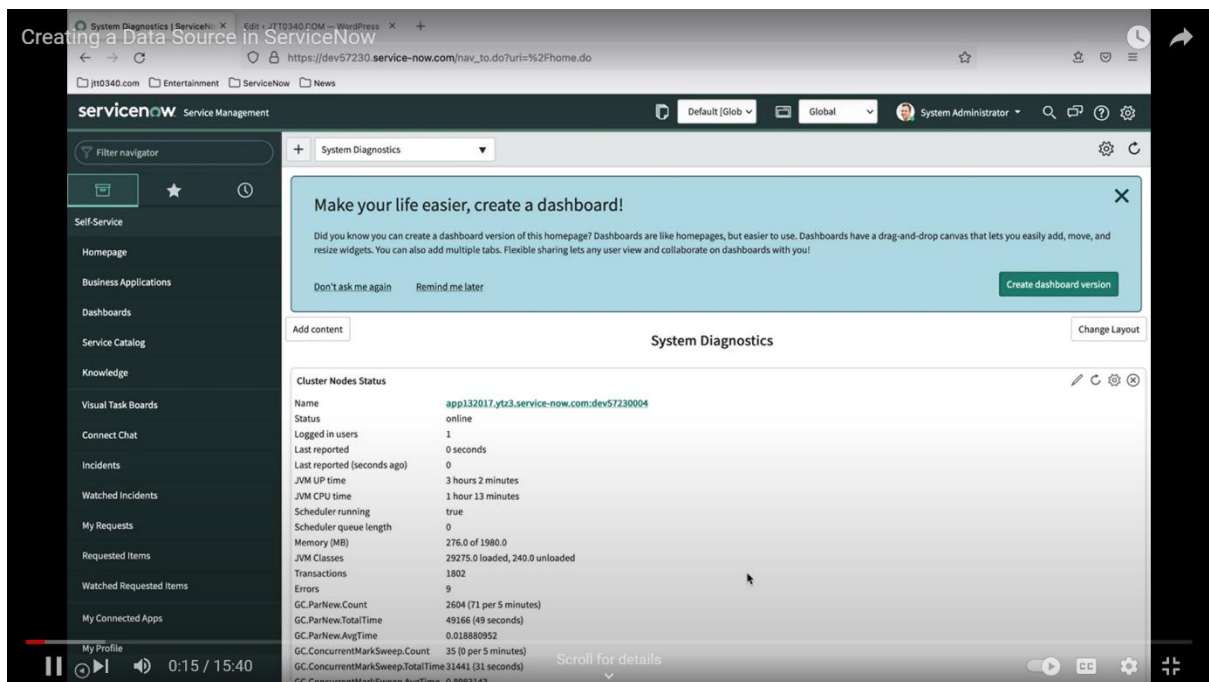 Creating a Data Source in ServiceNow
System Diagnostics | ServiceNo
Edit ‹ JTT0340.COM — WordPress
https://dev57230.service-now.com/nav_to.do?uri=%2Fhome.do
jtt0340.com Entertainment ServiceNow News
servicenow Service Management
Default [Glob Global System Administrator
Filter navigator
System Diagnostics
Self-Service
Homepage
Business Applications
Dashboards
Service Catalog
Knowledge
Visual Task Boards
Connect Chat
Incidents
Watched Incidents
My Requests
Requested Items
Watched Requested Items
My Connected Apps
My Profile
Make your life easier, create a dashboard!
Did you know you can create a dashboard version of this homepage? Dashboards are like homepages, but easier to use. Dashboards have a drag-and-drop canvas that lets you easily add, move, and
resize widgets. You can also add multiple tabs. Flexible sharing lets any user view and collaborate on dashboards with you!
Don't ask me again Remind me later Create dashboard version
Add content System Diagnostics Change Layout
Cluster Nodes Status
Name app132017.ytz3.service-now.com:dev57230004
Status online
Logged in users 1
Last reported 0 seconds
Last reported (seconds ago) 0
JVM UP time 3 hours 2 minutes
JVM CPU time 1 hour 13 minutes
Scheduler running true
Scheduler queue length 0
Memory (MB) 276.0 of 1980.0
JVM Classes 29275.0 loaded, 240.0 unloaded
Transactions 1802
Errors 9
GC.ParNew.Count 2604 (71 per 5 minutes)
GC.ParNew.TotalTime 49166 (49 seconds)
GC.ParNew.AvgTime 0.018880952
GC.ConcurrentMarkSweep.Count 35 (0 per 5 minutes)
GC.ConcurrentMarkSweep.TotalTime 31441 (31 seconds)
0:15 / 15:40
Scroll for details
CC